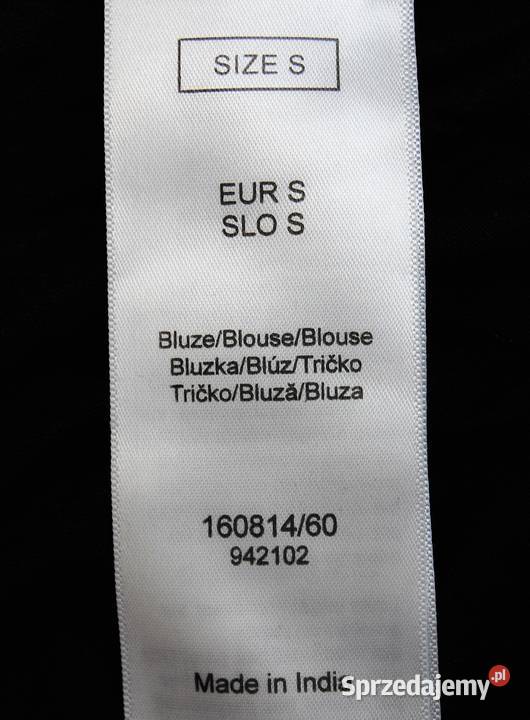 SIZE S
EUR S
SLO S
Bluze/Blouse/Blouse
Bluzka/Blúz/Tričko
Tričko/Bluză/Bluza
160814/60
942102
Made in India
Sprzedajemy.pl